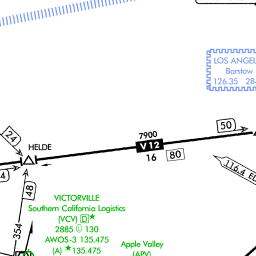 LOS ANGEL
Barstow
126.35 28
24
HELDE
7900
50
V12
16 80
4
116.4 E
48
VICTORVILLE
Southern California Logistics
(VCV) D★
2885 130
AWOS-3 135.475
(A) ★135.475
354
Apple Valley
(APV)